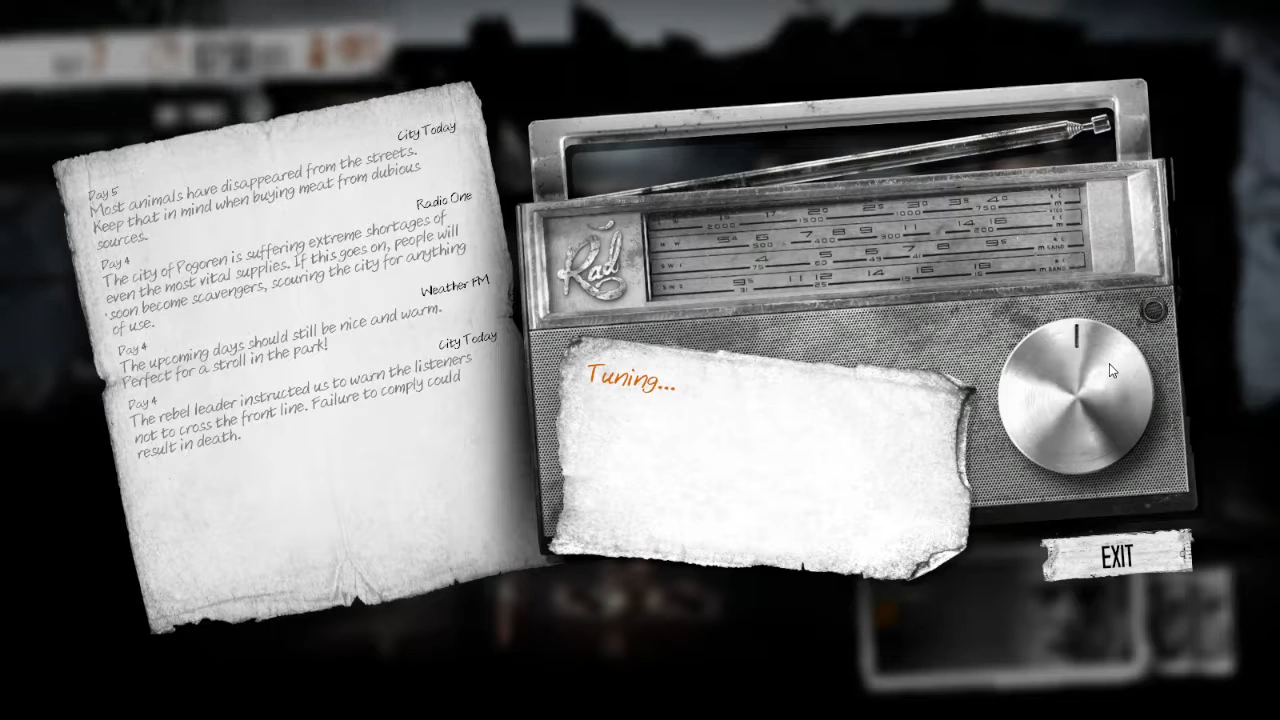 City Today
Day 5
Most animals have disappeared from the streets.
Keep that in mind when buying meat from dubious
sources.
Radio One
Day 4
The city of Pogoren is suffering extreme shortages of
even the most vital supplies. If this goes on, people will
soon become scavengers, scouring the city for anything
of use.
Weather FM
Day 4
The upcoming days should still be nice and warm.
Perfect for a stroll in the park!
City Today
Day 4
The rebel leader instructed us to warn the listeners
not to cross the front line. Failure to comply could
result in death.
Rad
Tuning...
EXIT